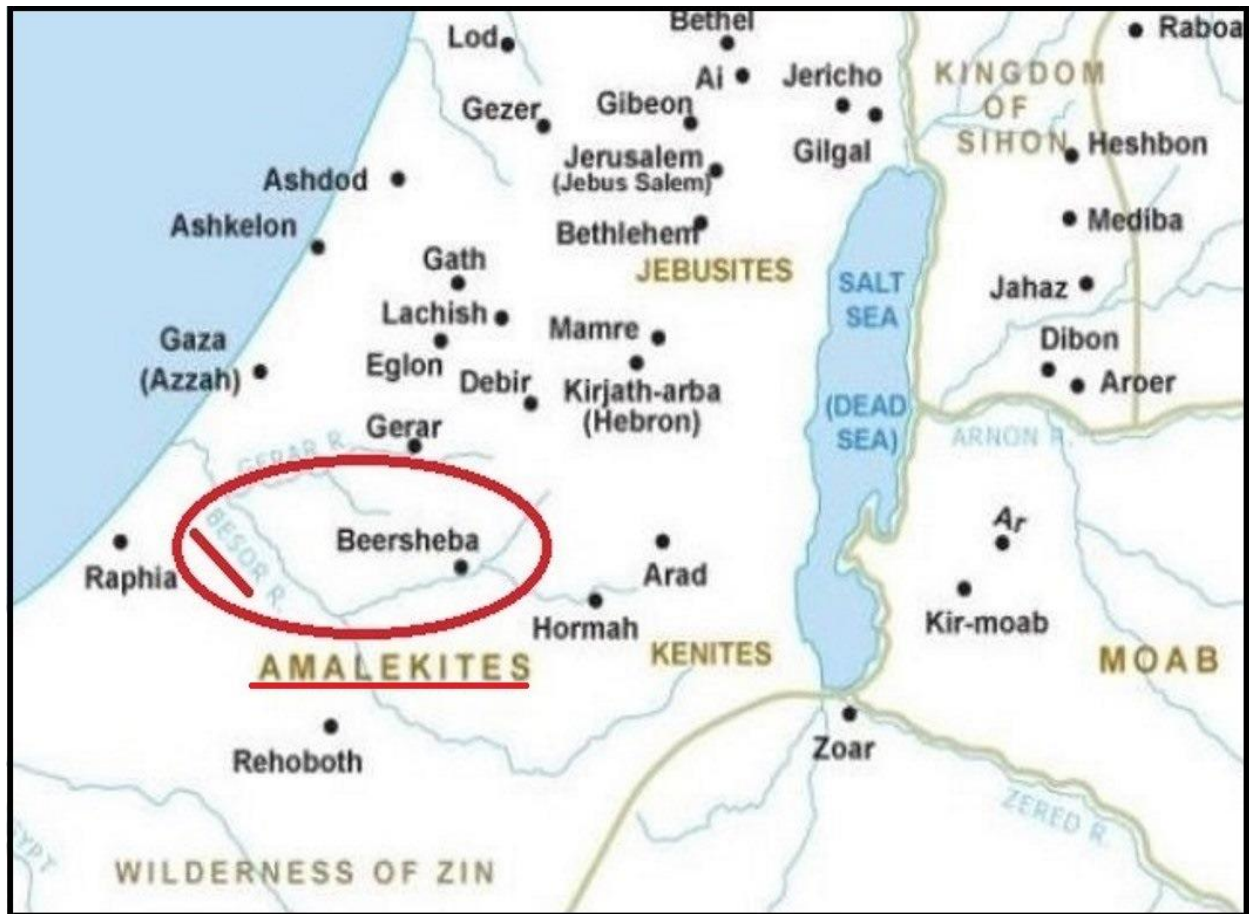 Bethel
Lod
Raboa
Ai
Jericho
KINGDOM
OF
SIHON
Gezer
Gibeon
Heshbon
Gilgal
Jerusalem
(Jebus Salem)
Ashdod
Ashkelon
Bethlehem
Mediba
Gath
JEBUSITES
SALT
SEA
Jahaz
Lachish
Mamre
Gaza
(Azzah)
Eglon
Debir
Kirjath-arba
(Hebron)
Dibon
Aroer
(DEAD
SEA)
Gerar
ARNON R.
GERAR R.
BESOR R.
Beersheba
Ar
Raphia
Arad
Hormah
Kir-moab
AMALEKITES
KENITES
MOAB
Rehoboth
Zoar
ZERED R.
YPT
WILDERNESS OF ZIN